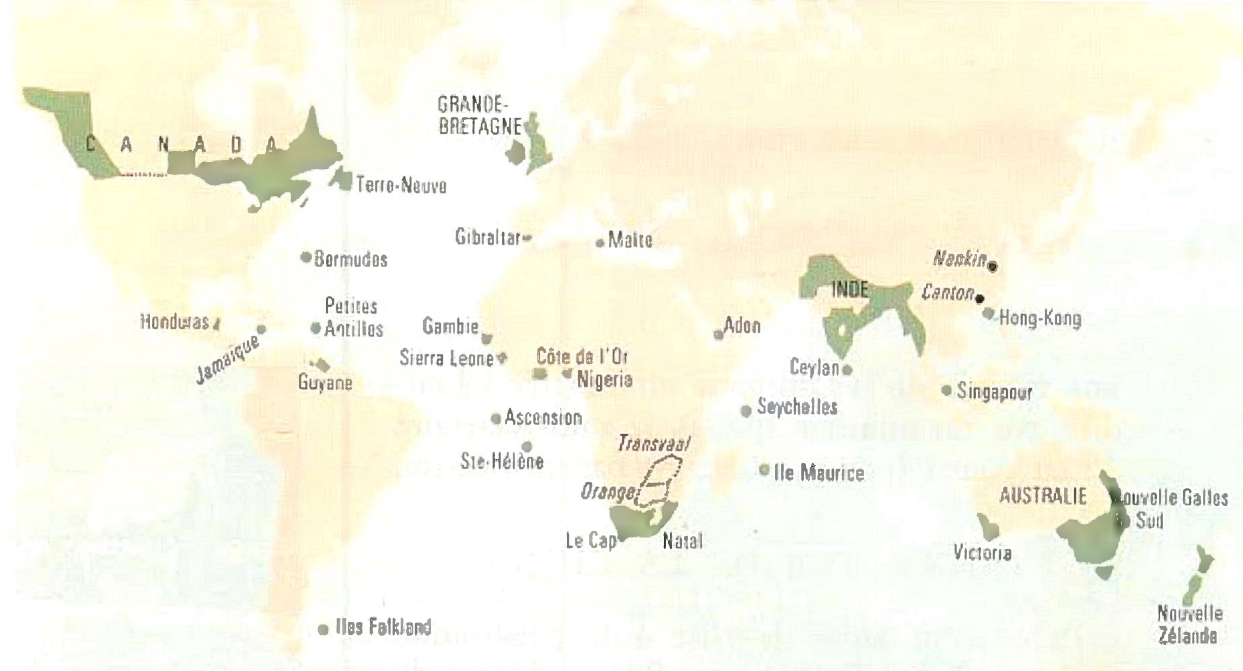 CANADA
GRANDE-
BRETAGNE
Terre-Neuve
Gibraltar
Malte
Bermudes
Nankin
INDE
Canton
Honduras
Petites
Antilles
Jamaïque
Gambie
Aden
Hong-Kong
Sierra Leone
Côte de l'Or
Nigeria
Guyane
Ceylan
Singapour
Seychelles
Ascension
Transvaal
Ste-Hélène
Ile Maurice
Orange
AUSTRALIE
Nouvelle Galles
Sud
Le Cap
Natal
Victoria
Iles Falkland
Nouvelle
Zélande